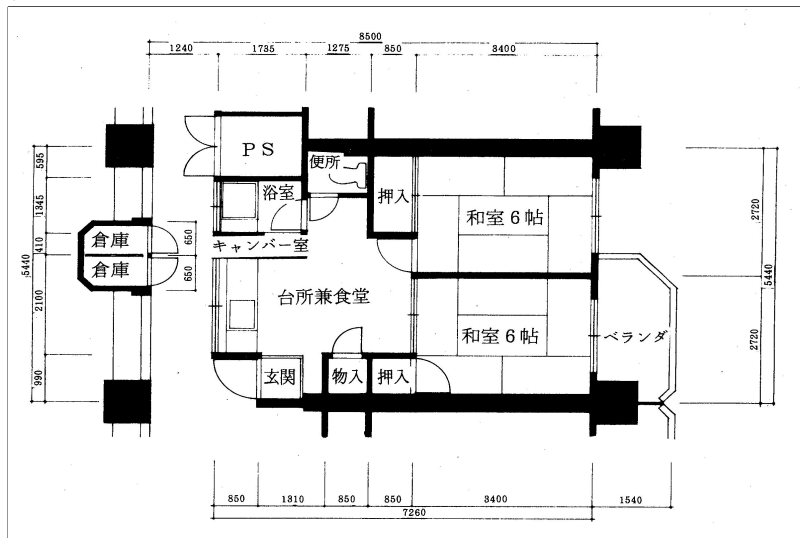 8500
1240
1785
1275
850
3400
PS
便所
浴室
押入
和室6帖
595
1345
410
2100
990
5440
倉庫
倉庫
650
650
キャンバー室
台所兼食堂
和室6帖
ベランダ
2720
2720
5440
玄関
物入
押入
850
1810
850
850
3400
1540
7260